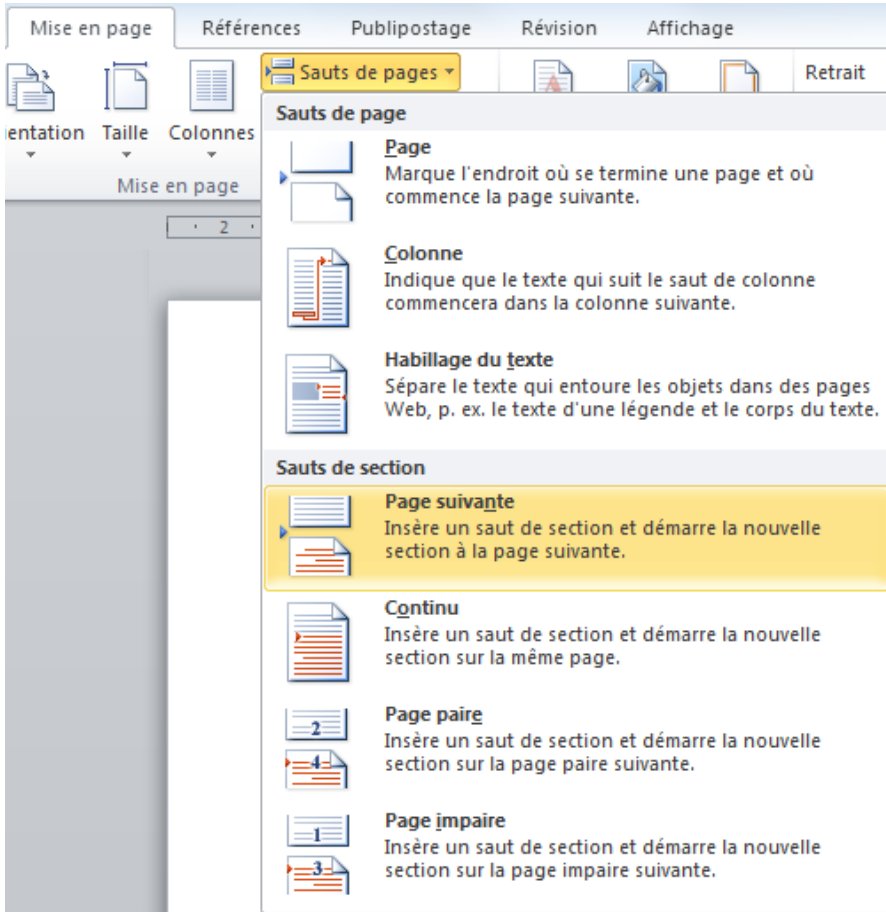 Mise en page Références Publipostage Révision Affichage
Sauts de pages Retrait
entation Taille Colonnes
Mise en page
2
Sauts de page
Page
Marque l'endroit où se termine une page et où
commence la page suivante.
Colonne
Indique que le texte qui suit le saut de colonne
commencera dans la colonne suivante.
Habillage du texte
Sépare le texte qui entoure les objets dans des pages
Web, p. ex. le texte d'une légende et le corps du texte.
Sauts de section
Page suivante
Insère un saut de section et démarre la nouvelle
section à la page suivante.
Continu
Insère un saut de section et démarre la nouvelle
section sur la même page.
2
Page paire
Insère un saut de section et démarre la nouvelle
4
section sur la page paire suivante.
1
Page impaire
Insère un saut de section et démarre la nouvelle
3
section sur la page impaire suivante.